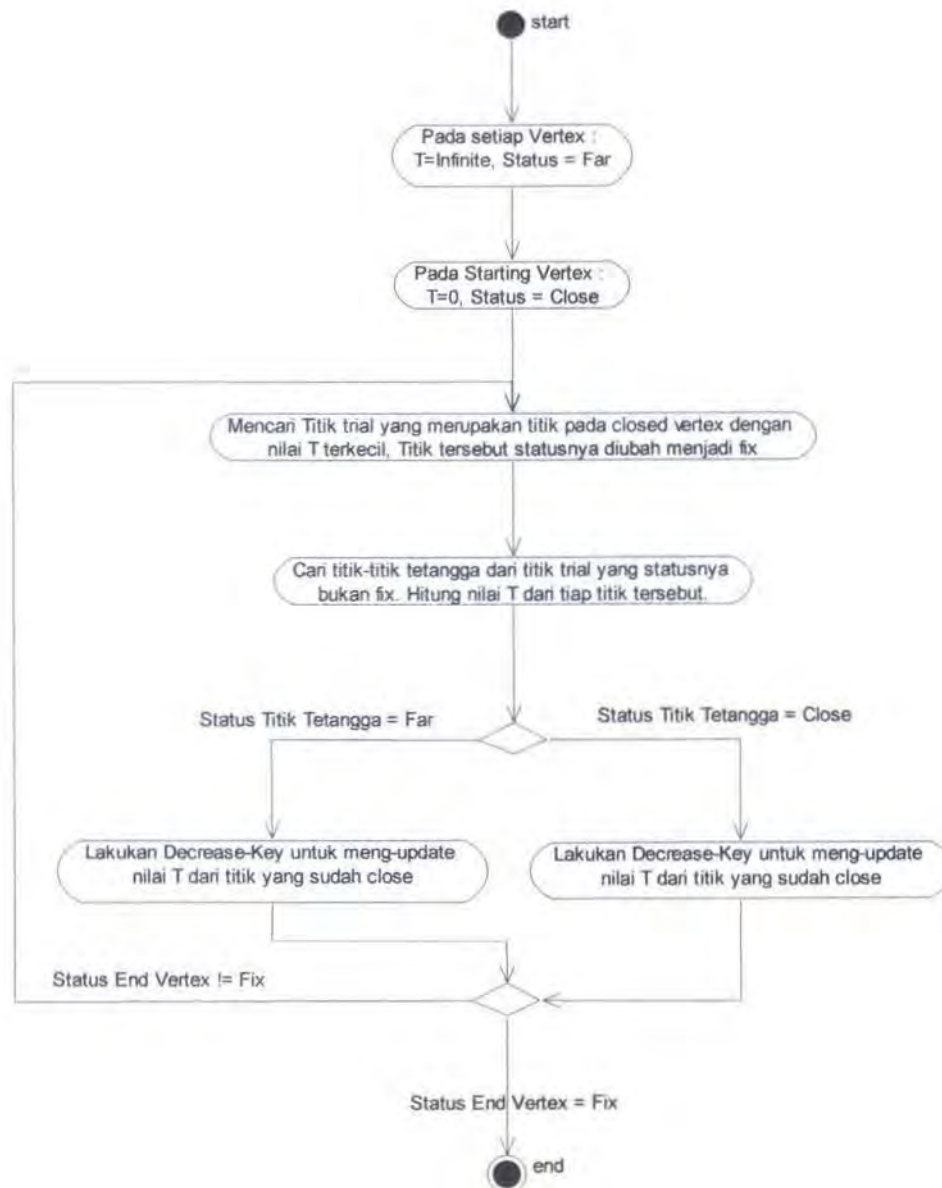 start
Pada setiap Vertex :
T=Infinite, Status = Far
Pada Starting Vertex :
T=0, Status = Close
Mencari Titik trial yang merupakan titik pada closed vertex dengan
nilai T terkecil, Titik tersebut statusnya diubah menjadi fix
Cari titik-titik tetangga dari titik trial yang statusnya
bukan fix. Hitung nilai T dari tiap titik tersebut.
Status Titik Tetangga = Far
Status Titik Tetangga = Close
Lakukan Decrease-Key untuk meng-update
nilai T dari titik yang sudah close
Lakukan Decrease-Key untuk meng-update
nilai T dari titik yang sudah close
Status End Vertex != Fix
Status End Vertex = Fix
end